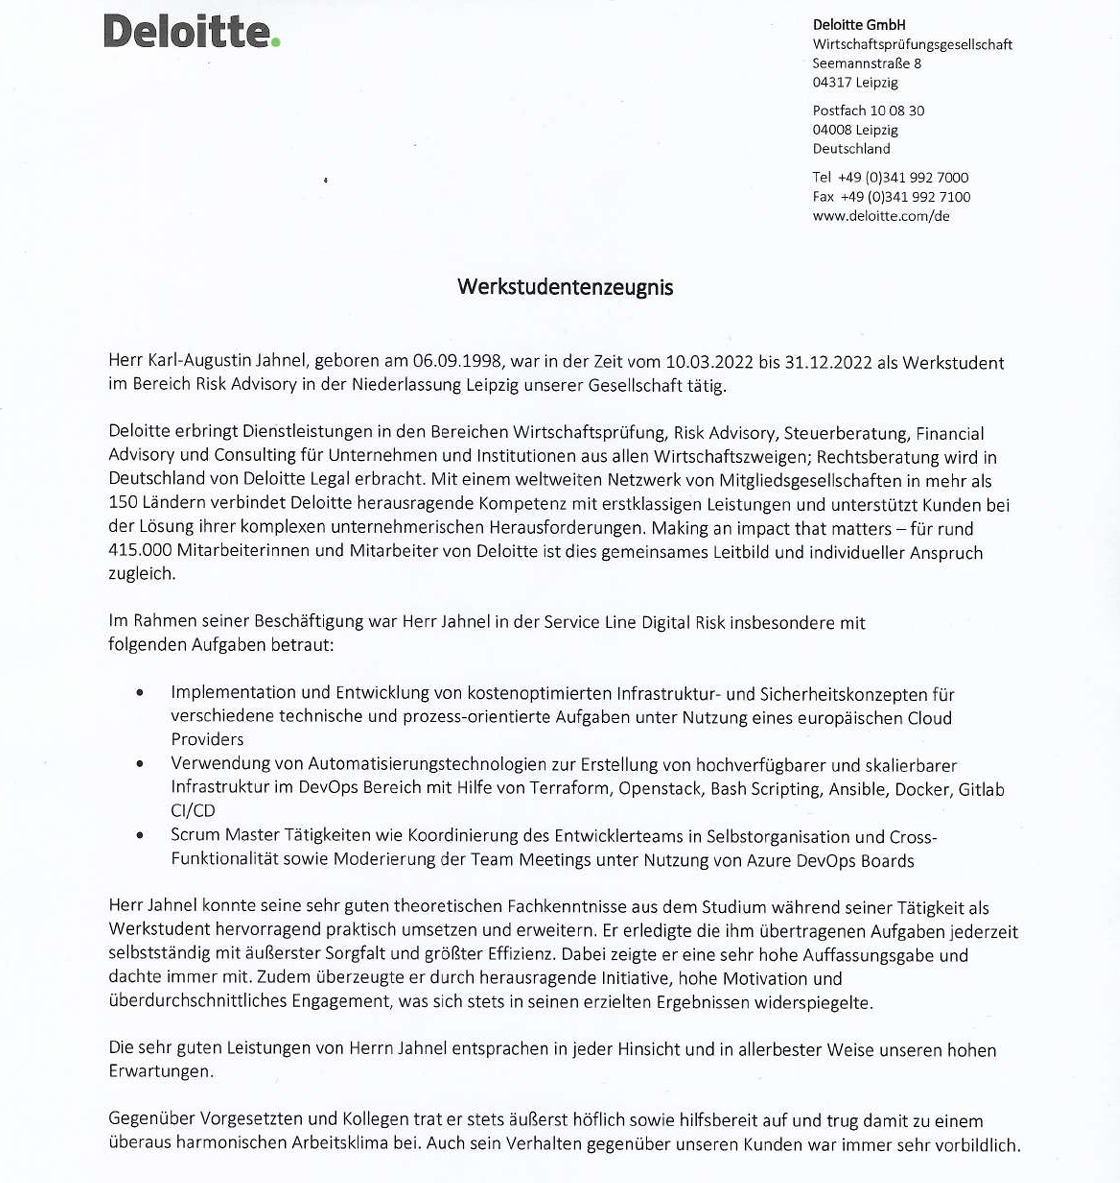 Deloitte.
Deloitte GmbH
Wirtschaftsprüfungsgesellschaft
Seemannstraße 8
04317 Leipzig
Postfach 10 08 30
04008 Leipzig
Deutschland
Tel +49 (0)341 992 7000
Fax +49 (0)341 992 7100
www.deloitte.com/de
Werkstudentenzeugnis
Herr Karl-Augustin Jahnel, geboren am 06.09.1998, war in der Zeit vom 10.03.2022 bis 31.12.2022 als Werkstudent
im Bereich Risk Advisory in der Niederlassung Leipzig unserer Gesellschaft tätig.
Deloitte erbringt Dienstleistungen in den Bereichen Wirtschaftsprüfung, Risk Advisory, Steuerberatung, Financial
Advisory und Consulting für Unternehmen und Institutionen aus allen Wirtschaftszweigen; Rechtsberatung wird in
Deutschland von Deloitte Legal erbracht. Mit einem weltweiten Netzwerk von Mitgliedsgesellschaften in mehr als
150 Ländern verbindet Deloitte herausragende Kompetenz mit erstklassigen Leistungen und unterstützt Kunden bei
der Lösung ihrer komplexen unternehmerischen Herausforderungen. Making an impact that matters – für rund
415.000 Mitarbeiterinnen und Mitarbeiter von Deloitte ist dies gemeinsames Leitbild und individueller Anspruch
zugleich.
Im Rahmen seiner Beschäftigung war Herr Jahnel in der Service Line Digital Risk insbesondere mit
folgenden Aufgaben betraut:
• Implementation und Entwicklung von kostenoptimierten Infrastruktur- und Sicherheitskonzepten für
verschiedene technische und prozess-orientierte Aufgaben unter Nutzung eines europäischen Cloud
Providers
• Verwendung von Automatisierungstechnologien zur Erstellung von hochverfügbarer und skalierbarer
Infrastruktur im DevOps Bereich mit Hilfe von Terraform, Openstack, Bash Scripting, Ansible, Docker, Gitlab
CI/CD
• Scrum Master Tätigkeiten wie Koordinierung des Entwicklerteams in Selbstorganisation und Cross-
Funktionalität sowie Moderierung der Team Meetings unter Nutzung von Azure DevOps Boards
Herr Jahnel konnte seine sehr guten theoretischen Fachkenntnisse aus dem Studium während seiner Tätigkeit als
Werkstudent hervorragend praktisch umsetzen und erweitern. Er erledigte die ihm übertragenen Aufgaben jederzeit
selbstständig mit äußerster Sorgfalt und größter Effizienz. Dabei zeigte er eine sehr hohe Auffassungsgabe und
dachte immer mit. Zudem überzeugte er durch herausragende Initiative, hohe Motivation und
überdurchschnittliches Engagement, was sich stets in seinen erzielten Ergebnissen widerspiegelte.
Die sehr guten Leistungen von Herrn Jahnel entsprachen in jeder Hinsicht und in allerbester Weise unseren hohen
Erwartungen.
Gegenüber Vorgesetzten und Kollegen trat er stets äußerst höflich sowie hilfsbereit auf und trug damit zu einem
überaus harmonischen Arbeitsklima bei. Auch sein Verhalten gegenüber unseren Kunden war immer sehr vorbildlich.